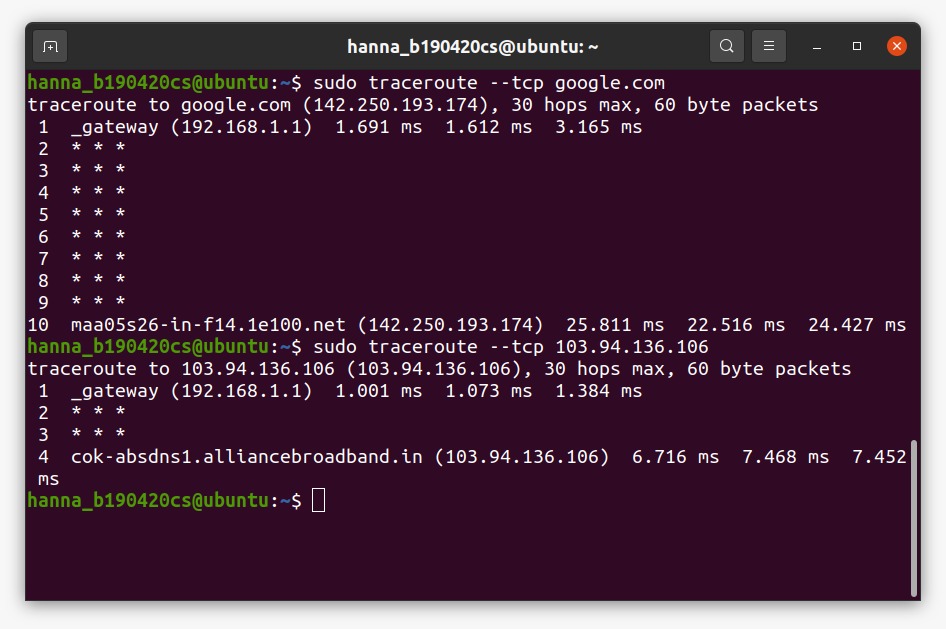 hanna_b190420cs@ubuntu: ~
hanna_b190420cs@ubuntu:~$ sudo traceroute --tcp google.com
traceroute to google.com (142.250.193.174), 30 hops max, 60 byte packets
 1  _gateway (192.168.1.1)  1.691 ms  1.612 ms  3.165 ms
 2  * * *
 3  * * *
 4  * * *
 5  * * *
 6  * * *
 7  * * *
 8  * * *
 9  * * *
10  maa05s26-in-f14.1e100.net (142.250.193.174)  25.811 ms  22.516 ms  24.427 ms
hanna_b190420cs@ubuntu:~$ sudo traceroute --tcp 103.94.136.106
traceroute to 103.94.136.106 (103.94.136.106), 30 hops max, 60 byte packets
 1  _gateway (192.168.1.1)  1.001 ms  1.073 ms  1.384 ms
 2  * * *
 3  * * *
 4  cok-absdns1.alliancebroadband.in (103.94.136.106)  6.716 ms  7.468 ms  7.452
 ms
hanna_b190420cs@ubuntu:~$